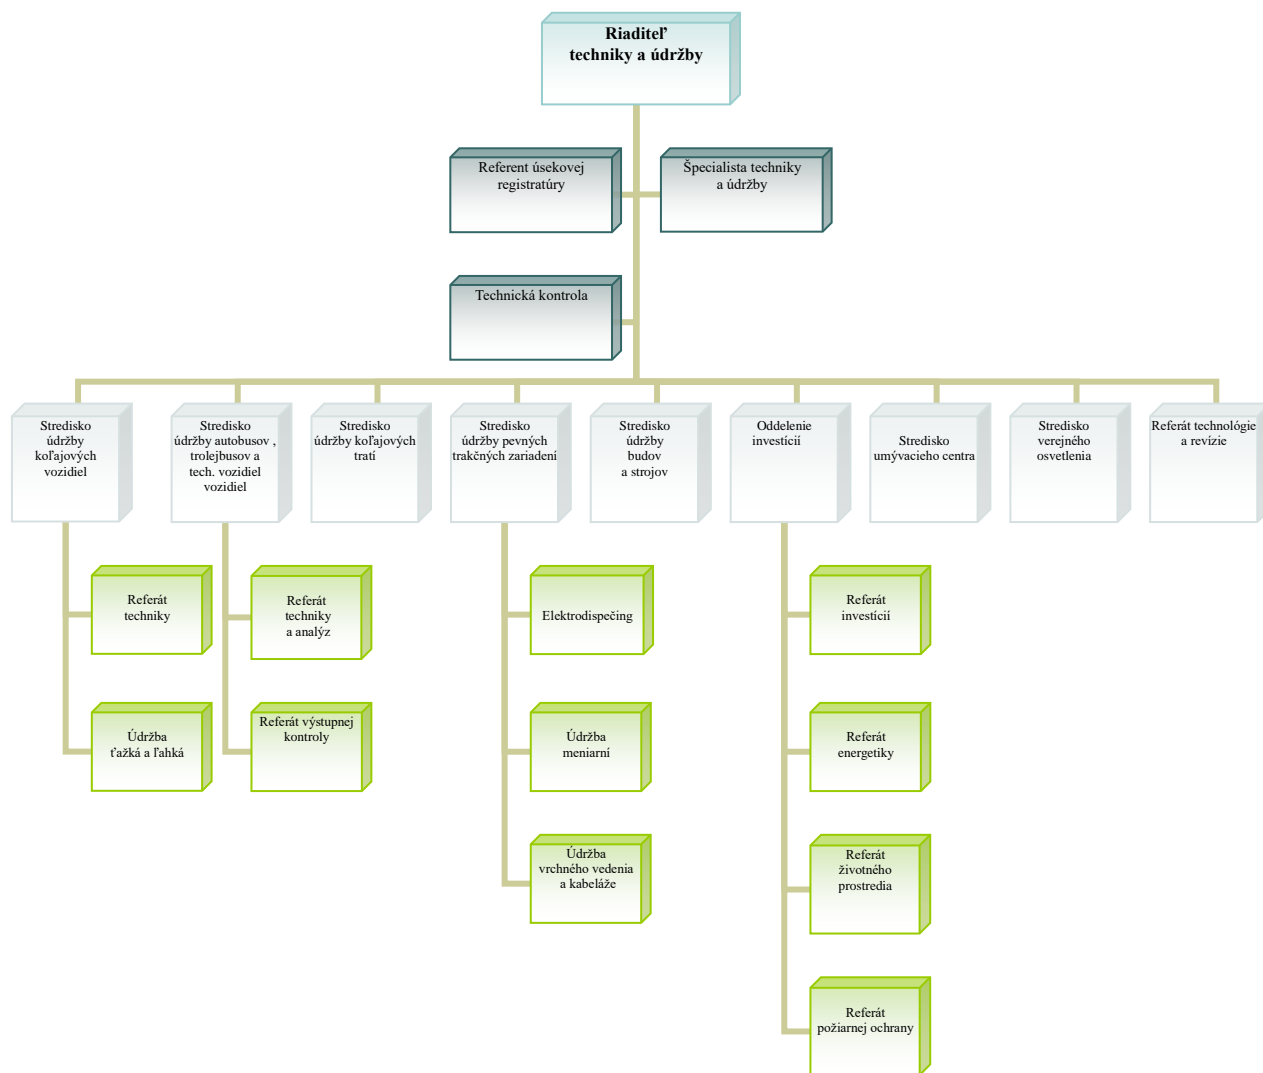 Riaditeľ
techniky a údržby
Referent úsekovej
registratúry
Špecialista techniky
a údržby
Technická kontrola
Stredisko
údržby
koľajových
vozidiel
Stredisko
údržby autobusov ,
trolejbusov a
tech. vozidiel
vozidiel
Stredisko
údržby koľajových
tratí
Stredisko
údržby pevných
trakčných zariadení
Stredisko
údržby
budov
a strojov
Oddelenie
investícií
Stredisko
umývacieho centra
Stredisko
verejného
osvetlenia
Referát technológie
a revízie
Referát
techniky
Referát
techniky
a analýz
Elektrodispečing
Referát
investícií
Údržba
ťažká a ľahká
Referát výstupnej
kontroly
Údržba
meniarní
Referát
energetiky
Údržba
vrchného vedenia
a kabeláže
Referát
životného
prostredia
Referát
požiarnej ochrany